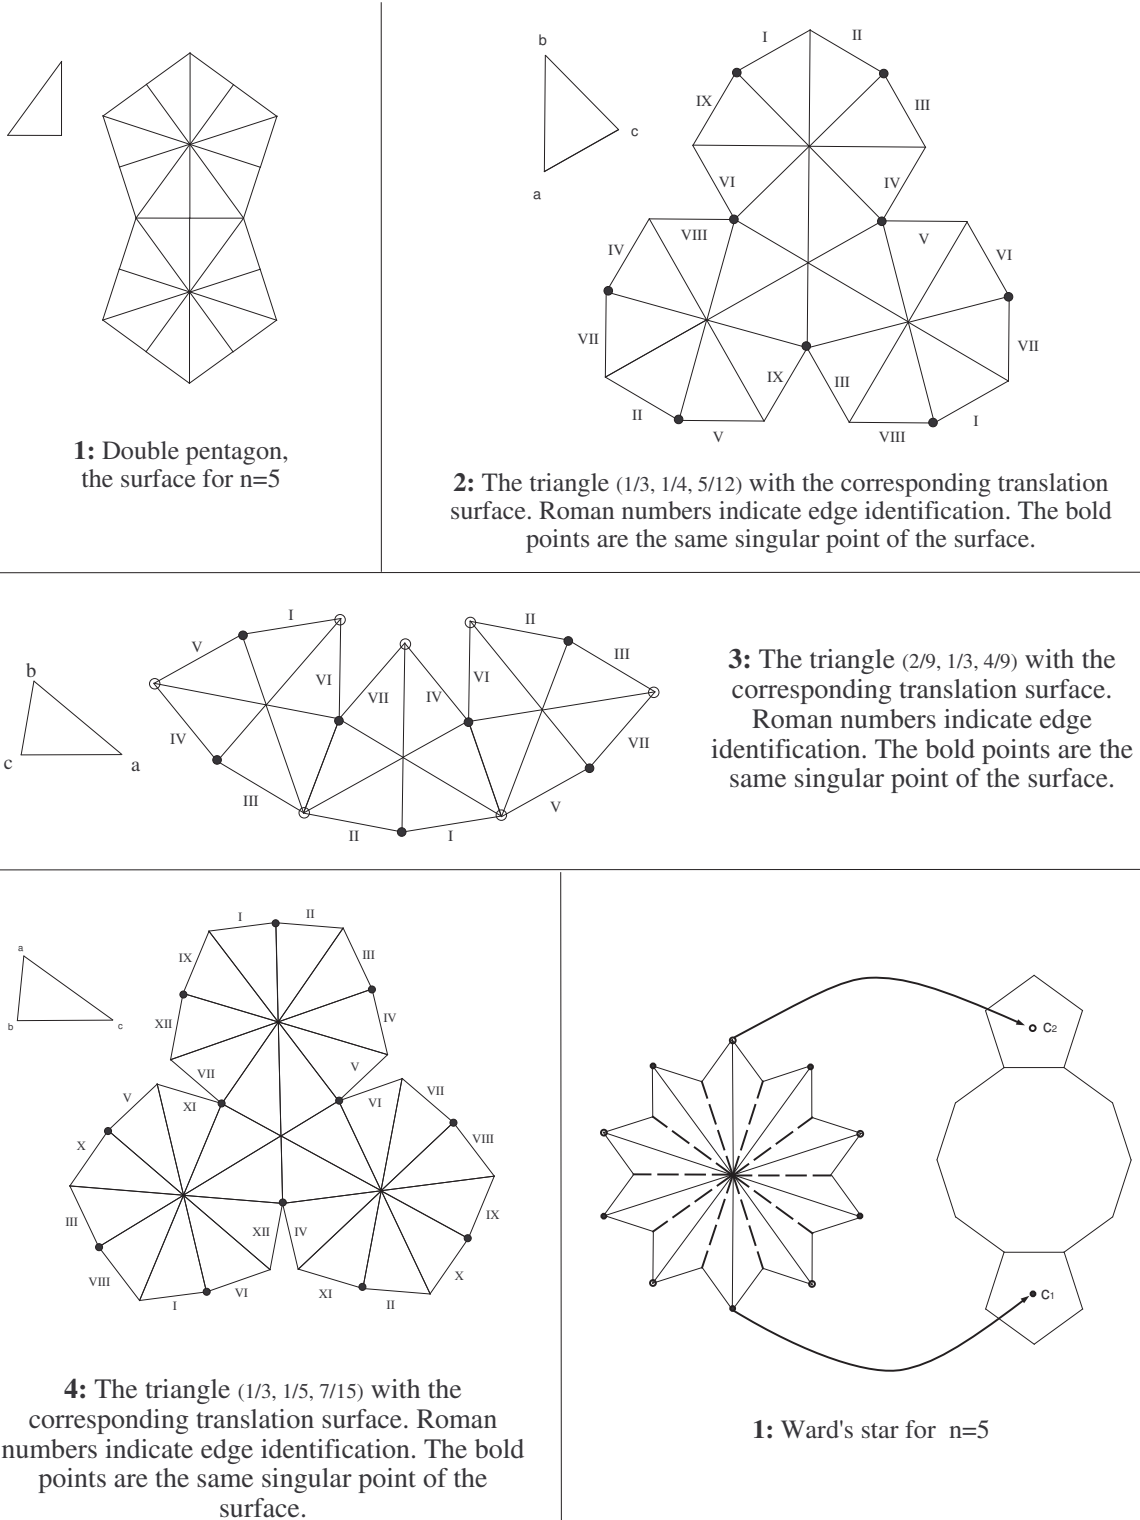 1: Double pentagon,
the surface for n=5
b
c
a
I
II
IX
III
VI
IV
VIII
V
IV
VI
VII
VII
IX
III
II
I
V
VIII
2: The triangle (1/3, 1/4, 5/12) with the corresponding translation
surface. Roman numbers indicate edge identification. The bold
points are the same singular point of the surface.
b
c
a
I
II
V
III
VI
VI
VII
IV
IV
VII
III
V
II
I
3: The triangle (2/9, 1/3, 4/9) with the
corresponding translation surface.
Roman numbers indicate edge
identification. The bold points are the
same singular point of the surface.
a
b
c
I
II
IX
III
XII
IV
VII
V
V
XI
VI
VII
X
VIII
III
IX
XII
IV
VIII
X
I
VI
XI
II
4: The triangle (1/3, 1/5, 7/15) with the
corresponding translation surface. Roman
numbers indicate edge identification. The bold
points are the same singular point of the
surface.
C2
C1
1: Ward's star for n=5